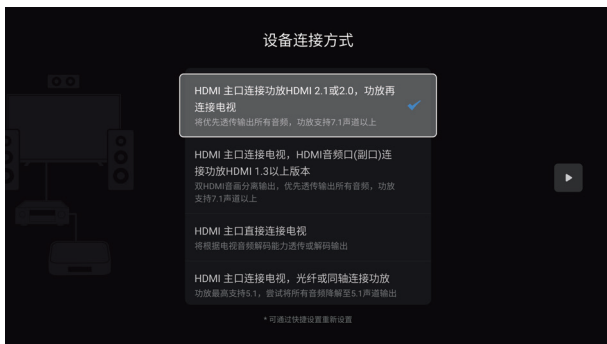 设备连接方式
HDMI 主口连接功放HDMI 2.1或2.0，功放再
连接电视
将优先透传输出所有音频，功放支持7.1声道以上
HDMI 主口连接电视，HDMI音频口(副口)连
接功放HDMI 1.3以上版本
双HDMI音画分离输出，优先透传输出所有音频，功放
支持7.1声道以上
HDMI 主口直接连接电视
将根据电视音频解码能力透传或解码输出
HDMI 主口连接电视，光纤或同轴连接功放
功放最高支持5.1，尝试将所有音频降解至5.1声道输出
* 可通过快捷设置重新设置